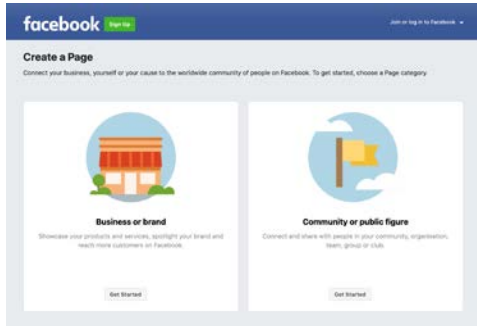 facebook Sign Up Join or log in to Facebook
Create a Page
Connect your business, yourself or your cause to the worldwide community of people on Facebook. To get started, choose a Page category.
Business or brand
Showcase your products and services, spotlight your brand and
reach more customers on Facebook.
Get Started
Community or public figure
Connect and share with people in your community, organisation,
team, group or club.
Get Started